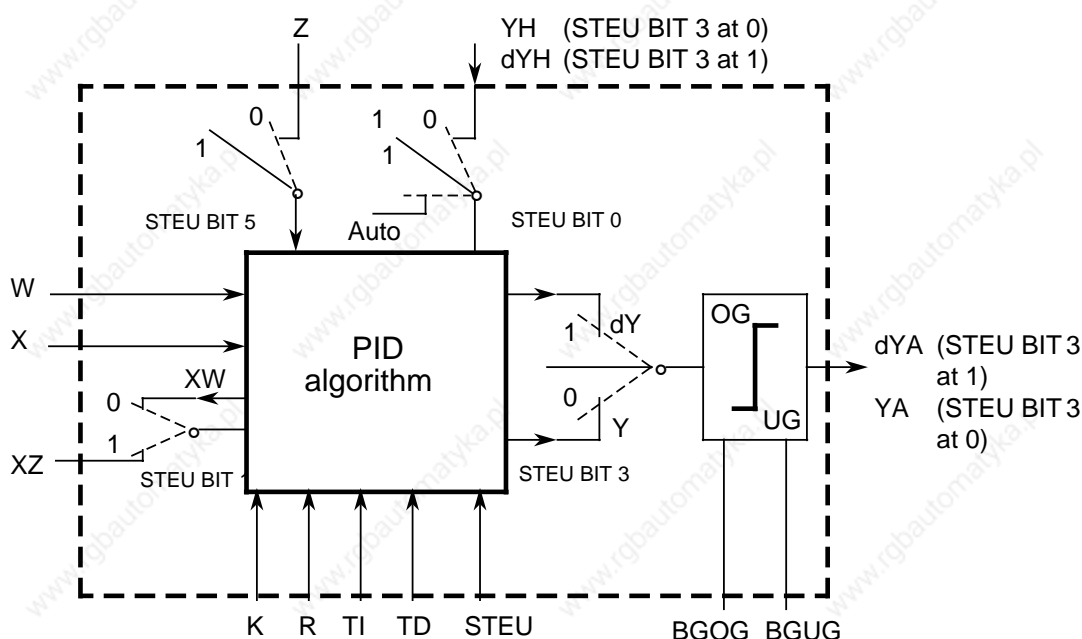 Z
YH (STEU BIT 3 at 0)
dYH (STEU BIT 3 at 1)
0
1
1
0
1
STEU BIT 5
Auto
STEU BIT 0
W
X
XW
0
1
XZ
STEU BIT
PID
algorithm
1
dY
0
Y
STEU BIT 3
OG
UG
dYA (STEU BIT 3
at 1)
YA (STEU BIT 3
at 0)
K R TI TD STEU
BGOG BGUG
www.rgbautomatyka.pl